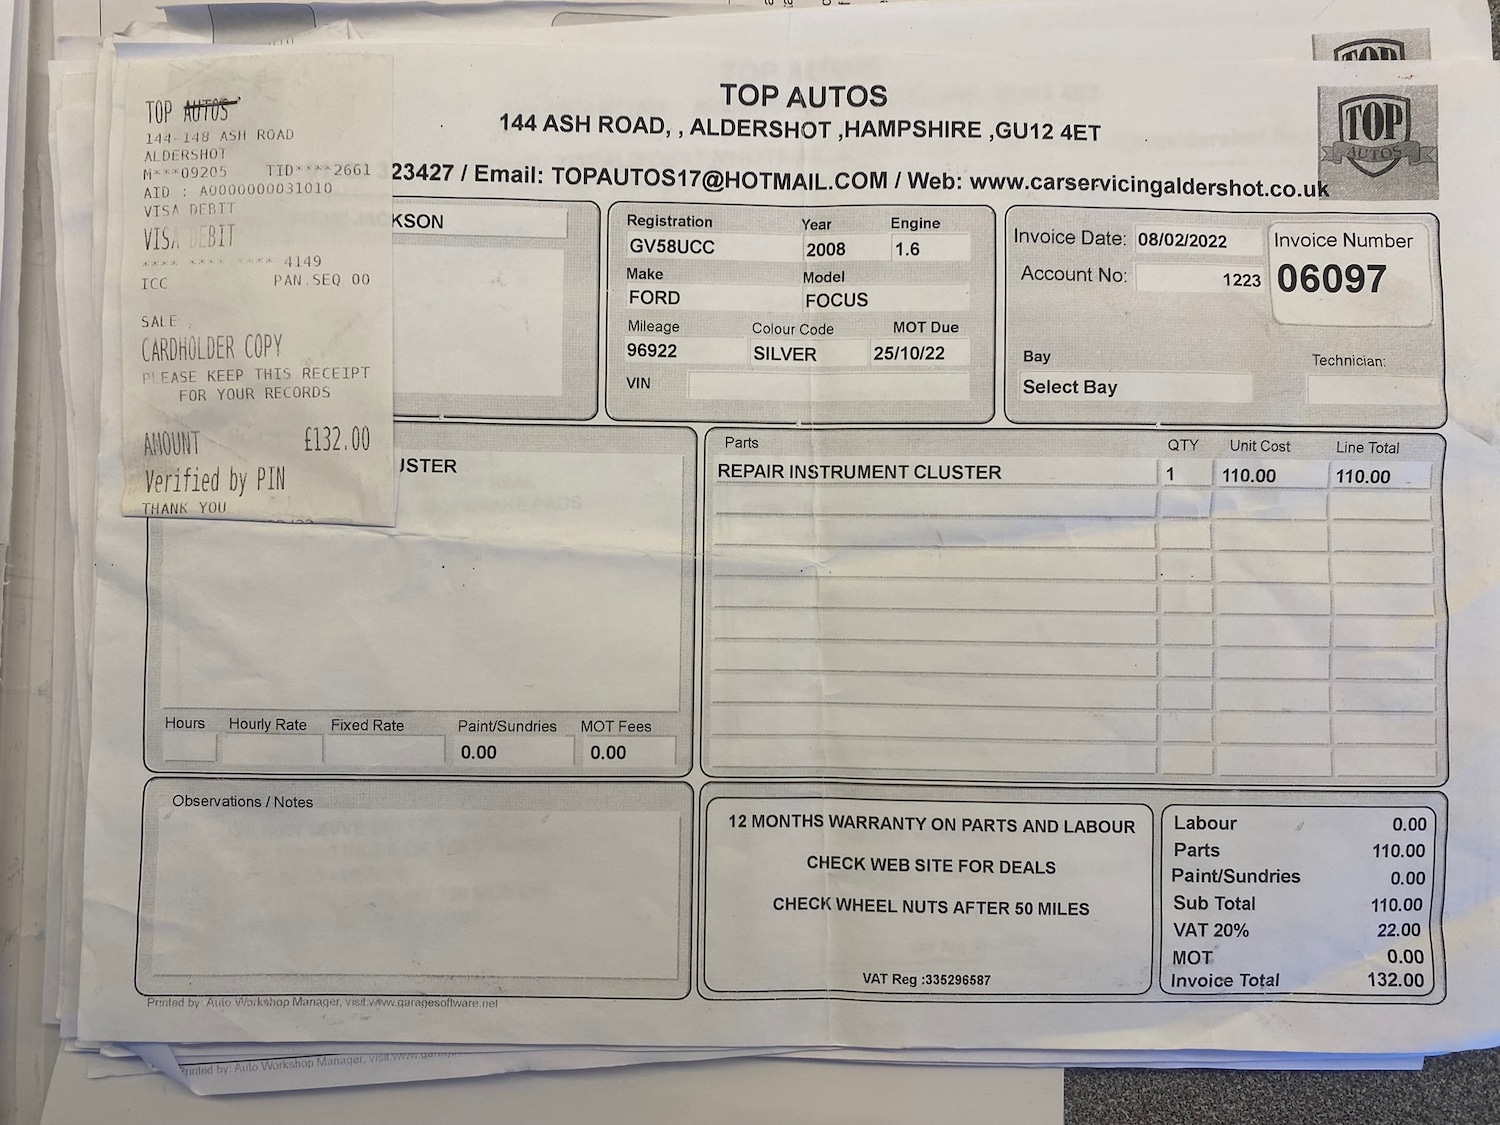 TOP AUTOS
144 ASH ROAD, , ALDERSHOT ,HAMPSHIRE ,GU12 4ET
23427 / Email: TOPAUTOS17@HOTMAIL.COM / Web: www.carservicingaldershot.co.uk
TOP
AUTOS
TOP AUTOS
144-148 ASH ROAD
ALDERSHOT
M***09205 TID****2661
AID : A0000000031010
VISA DEBIT
VISA DEBIT
**** **** **** 4149
ICC PAN.SEQ 00
SALE
CARDHOLDER COPY
PLEASE KEEP THIS RECEIPT
FOR YOUR RECORDS
AMOUNT £132.00
Verified by PIN
THANK YOU
KSON
Registration Year Engine
GV58UCC 2008 1.6
Make Model
FORD FOCUS
Mileage Colour Code MOT Due
96922 SILVER 25/10/22
VIN
Invoice Date: 08/02/2022
Account No: 1223
Invoice Number
06097
Bay Technician:
Select Bay
USTER
Hours Hourly Rate Fixed Rate Paint/Sundries MOT Fees
0.00 0.00
Parts QTY Unit Cost Line Total
REPAIR INSTRUMENT CLUSTER 1 110.00 110.00
Observations / Notes
12 MONTHS WARRANTY ON PARTS AND LABOUR
CHECK WEB SITE FOR DEALS
CHECK WHEEL NUTS AFTER 50 MILES
VAT Reg :335296587
Labour 0.00
Parts 110.00
Paint/Sundries 0.00
Sub Total 110.00
VAT 20% 22.00
MOT 0.00
Invoice Total 132.00
Printed by: Auto Workshop Manager, visit.www.garagesoftware.net
Printed by: Auto Workshop Manager, visit.www.